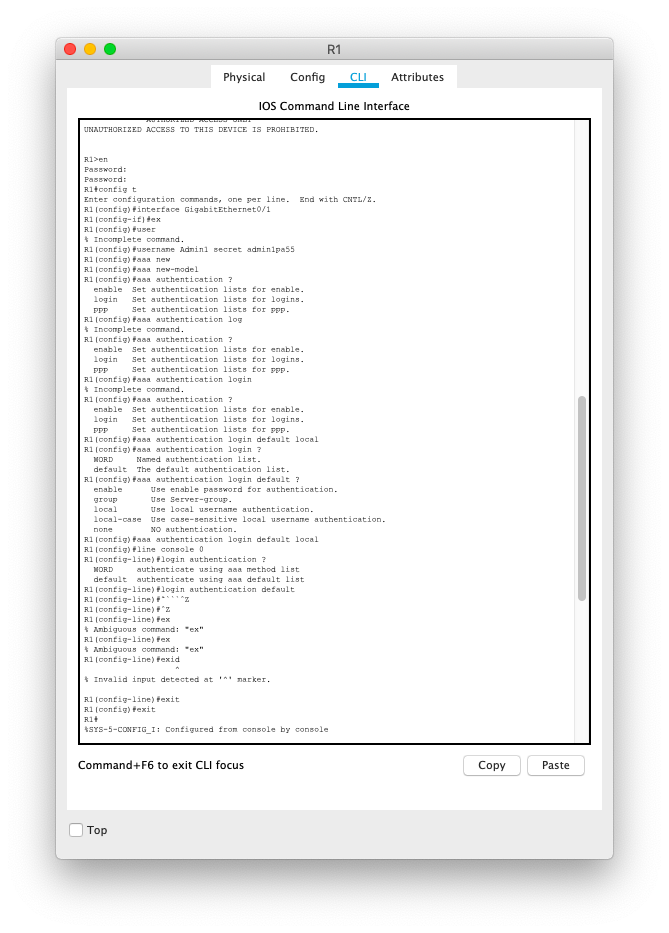 R1
Physical Config CLI Attributes
IOS Command Line Interface
AUTHORIZED ACCESS ONLY
UNAUTHORIZED ACCESS TO THIS DEVICE IS PROHIBITED.
R1>en
Password:
Password:
R1#config t
Enter configuration commands, one per line.  End with CNTL/Z.
R1(config)#interface GigabitEthernet0/1
R1(config-if)#ex
R1(config)#user
% Incomplete command.
R1(config)#username Admin1 secret admin1pa55
R1(config)#aaa new
R1(config)#aaa new-model
R1(config)#aaa authentication ?
  enable  Set authentication lists for enable.
  login   Set authentication lists for logins.
  ppp     Set authentication lists for ppp.
R1(config)#aaa authentication log
% Incomplete command.
R1(config)#aaa authentication ?
  enable  Set authentication lists for enable.
  login   Set authentication lists for logins.
  ppp     Set authentication lists for ppp.
R1(config)#aaa authentication login
% Incomplete command.
R1(config)#aaa authentication ?
  enable  Set authentication lists for enable.
  login   Set authentication lists for logins.
  ppp     Set authentication lists for ppp.
R1(config)#aaa authentication login default local
R1(config)#aaa authentication login ?
  WORD     Named authentication list.
  default  The default authentication list.
R1(config)#aaa authentication login default ?
  enable      Use enable password for authentication.
  group       Use Server-group.
  local       Use local username authentication.
  local-case  Use case-sensitive local username authentication.
  none        NO authentication.
R1(config)#aaa authentication login default local
R1(config)#line console 0
R1(config-line)#login authentication ?
  WORD     authenticate using aaa method list
  default  authenticate using aaa default list
R1(config-line)#login authentication default
R1(config-line)#^```^Z
R1(config-line)#^Z
R1(config-line)#ex
% Ambiguous command: "ex"
R1(config-line)#ex
% Ambiguous command: "ex"
R1(config-line)#exid
^
% Invalid input detected at '^' marker.
R1(config-line)#exit
R1(config)#exit
R1#
%SYS-5-CONFIG_I: Configured from console by console
Command+F6 to exit CLI focus
Copy Paste
Top